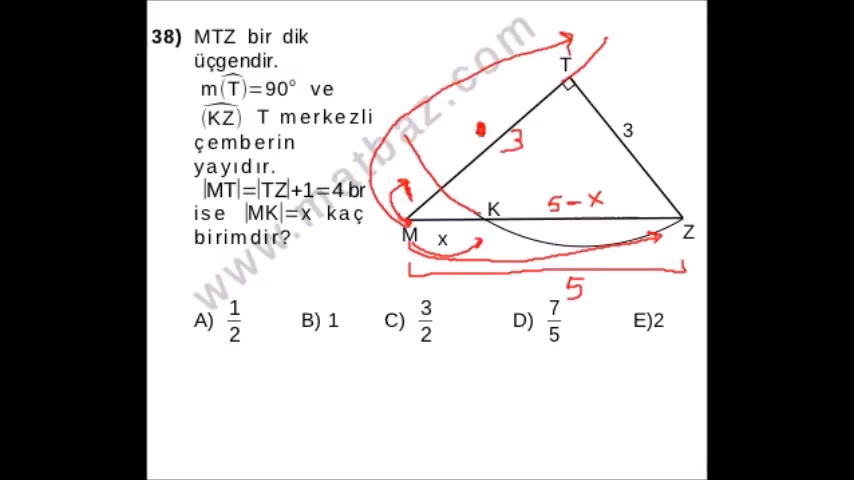 38) MTZ bir dik
üçgendir.
m(T)=90° ve
(KZ) T merkezli
çemberin
yayıdır.
|MT|=|TZ|+1=4 br
ise |MK|=x kaç
birimdir?
T
3
3
5-x
K
M
x
Z
5
A) 1/2 B) 1 C) 3/2 D) 7/5 E)2
www.matbaz.com